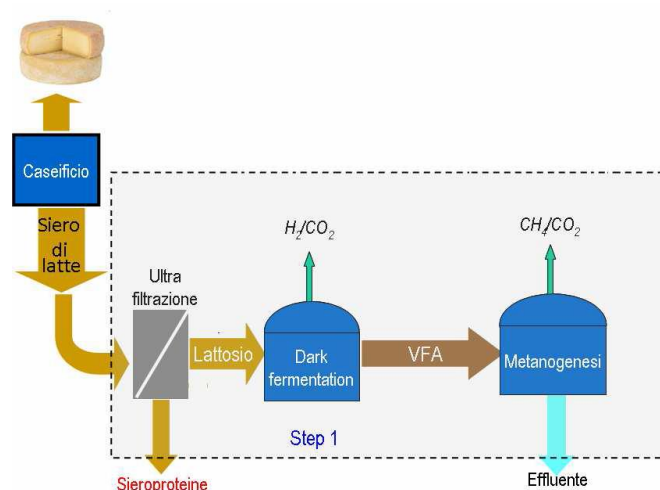 Caseificio
Siero
di
latte
Ultra
filtrazione
H2/CO2
CH4/CO2
Lattosio
Dark
fermentation
VFA
Metanogenesi
Step 1
Sieroproteine
Effluente